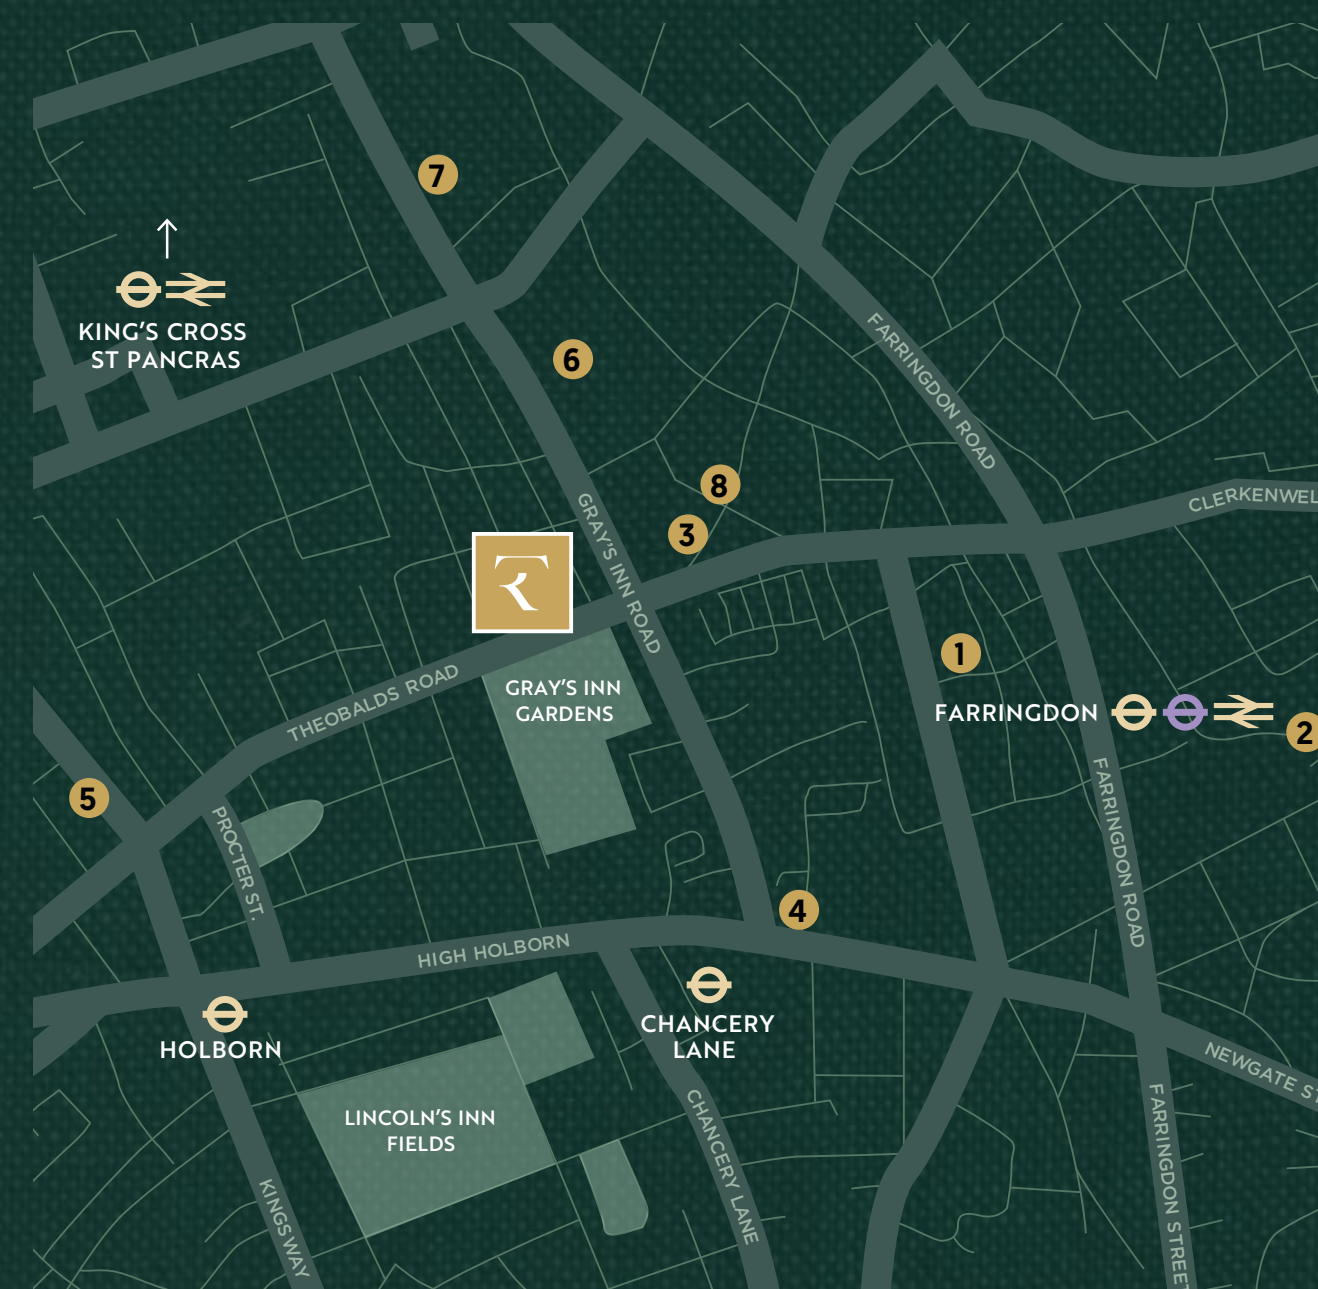 7
KING'S CROSS
ST PANCRAS
6
FARRINGDON ROAD
8
CLERKENWEL
3
GRAY'S INN ROAD
1
THEOBALDS ROAD
GRAY'S INN
GARDENS
FARRINGDON
2
5
PROCTER ST.
FARRINGDON ROAD
4
HIGH HOLBORN
CHANCERY
LANE
HOLBORN
NEWGATE ST
LINCOLN'S INN
FIELDS
CHANCERY LANE
FARRINGDON STREET
KINGSWAY